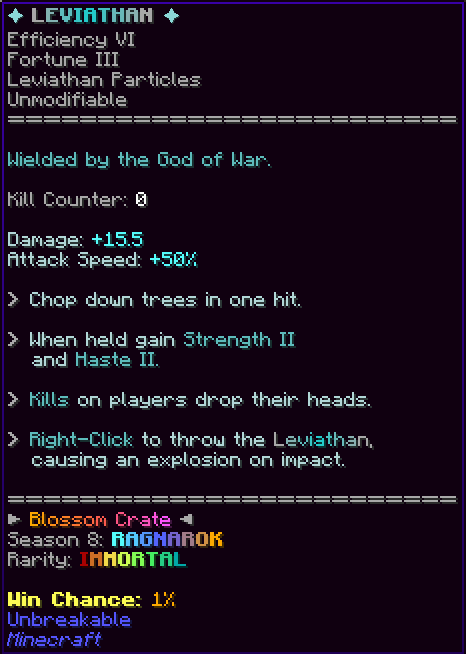 ✦ LEVIATHAN ✦
Efficiency VI
Fortune III
Leviathan Particles
Unmodifiable
================================
Wielded by the God of War.
Kill Counter: 0
Damage: +15.5
Attack Speed: +50%
> Chop down trees in one hit.
> When held gain Strength II
and Haste II.
> Kills on players drop their heads.
> Right-Click to throw the Leviathan,
causing an explosion on impact.
================================
► Blossom Crate ◄
Season 8: RAGNAROK
Rarity: IMMORTAL
Win Chance: 1%
Unbreakable
Minecraft